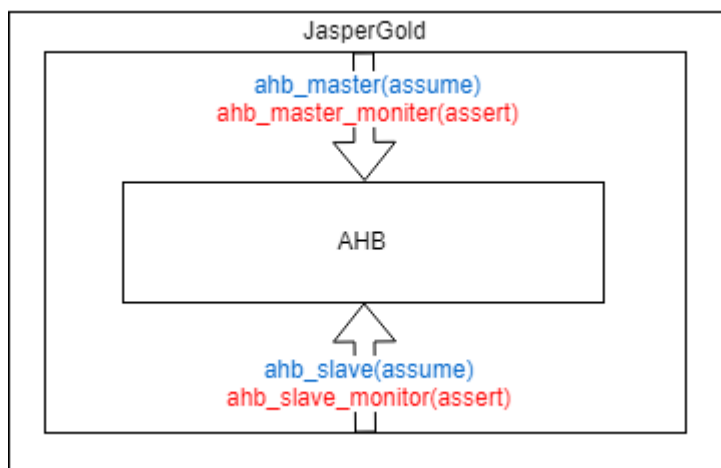 JasperGold
ahb_master(assume)
ahb_master_moniter(assert)
AHB
ahb_slave(assume)
ahb_slave_monitor(assert)